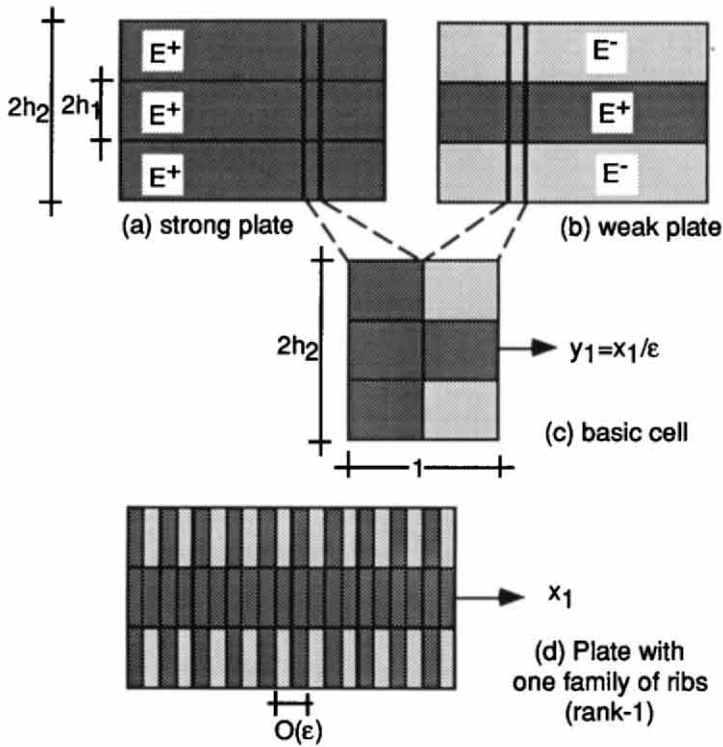 E⁺
E⁻
2h₂
2h₁
E⁺
E⁺
E⁺
E⁻
(a) strong plate
(b) weak plate
2h₂
y₁=x₁/ε
(c) basic cell
1
x₁
(d) Plate with
one family of ribs
(rank-1)
O(ε)